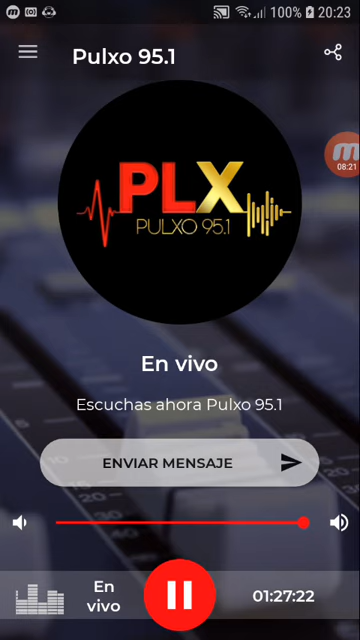 100% 20:23
Pulxo 95.1
08:21
PLX
PULXO 95.1
En vivo
Escuchas ahora Pulxo 95.1
ENVIAR MENSAJE
En
vivo
01:27:22